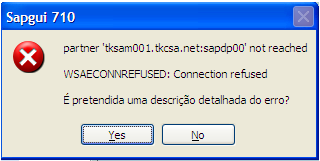 Sapgui 710
partner 'tksam001.tkcsa.net:sapdp00' not reached
WSAECONNREFUSED: Connection refused
É pretendida uma descrição detalhada do erro?
Yes No